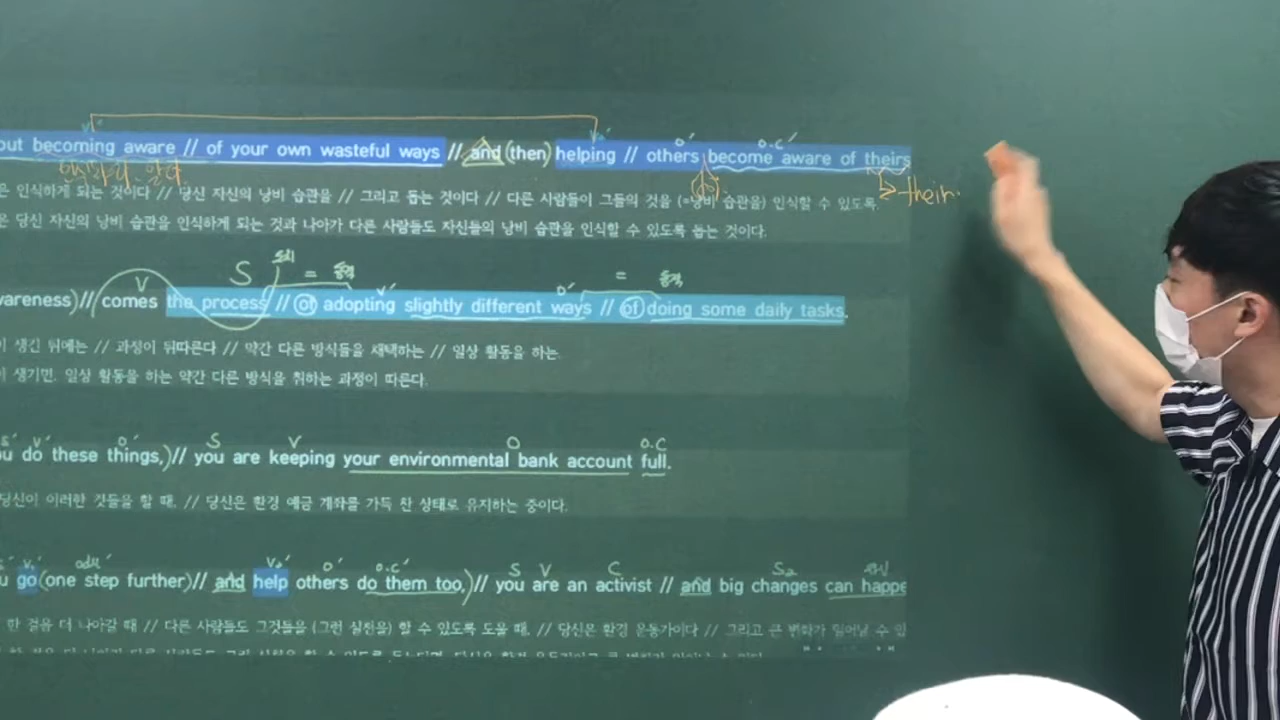 becoming aware // of your own wasteful ways // and (then) helping // others become aware of theirs
→ their.
은 인식하게 되는 것이다 // 당신 자신의 낭비 습관을 // 그리고 돕는 것이다 // 다른 사람들이 그들의 것을 (=낭비 습관을) 인식할 수 있도록.
은 당신 자신의 낭비 습관을 인식하게 되는 것과 나아가 다른 사람들도 자신들의 낭비 습관을 인식할 수 있도록 돕는 것이다.
V S = 동격 = 동격
wareness) // comes the process // of adopting slightly different ways // of doing some daily tasks.
이 생긴 뒤에는 // 과정이 뒤따른다 // 약간 다른 방식들을 채택하는 // 일상 활동을 하는.
이 생기면, 일상 활동을 하는 약간 다른 방식을 취하는 과정이 따른다.
S' V' O' S V O O.C
u do these things,) // you are keeping your environmental bank account full.
당신이 이러한 것들을 할 때, // 당신은 환경 예금 계좌를 가득 찬 상태로 유지하는 중이다.
O' O.C' S V C S₂
u go (one step further) // and help others do them too,) // you are an activist // and big changes can happe
한 걸음 더 나아갈 때 // 다른 사람들도 그것들을 (그런 실천을) 할 수 있도록 도울 때, // 당신은 환경 운동가이다 // 그리고 큰 변화가 일어날 수 있